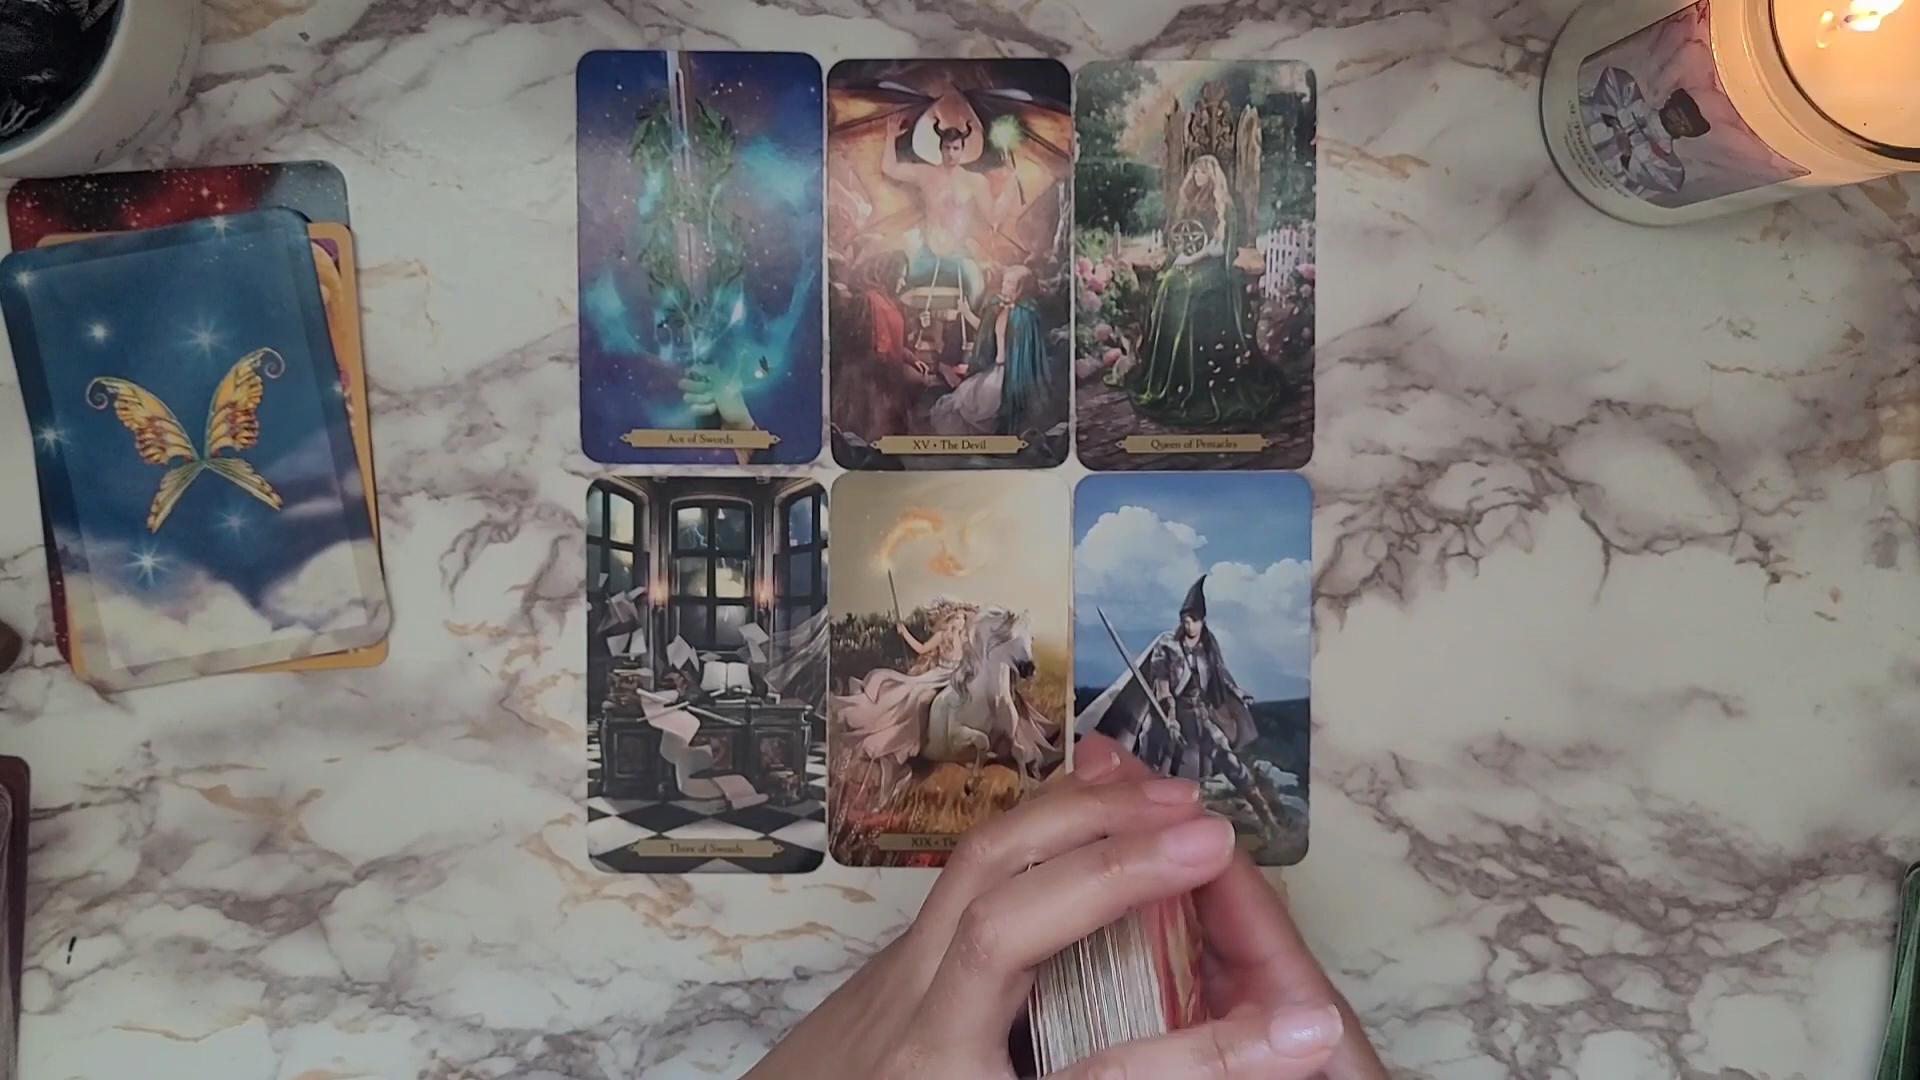 Ace of Swords
XV • The Devil
Queen of Pentacles
Three of Swords
XIX • The